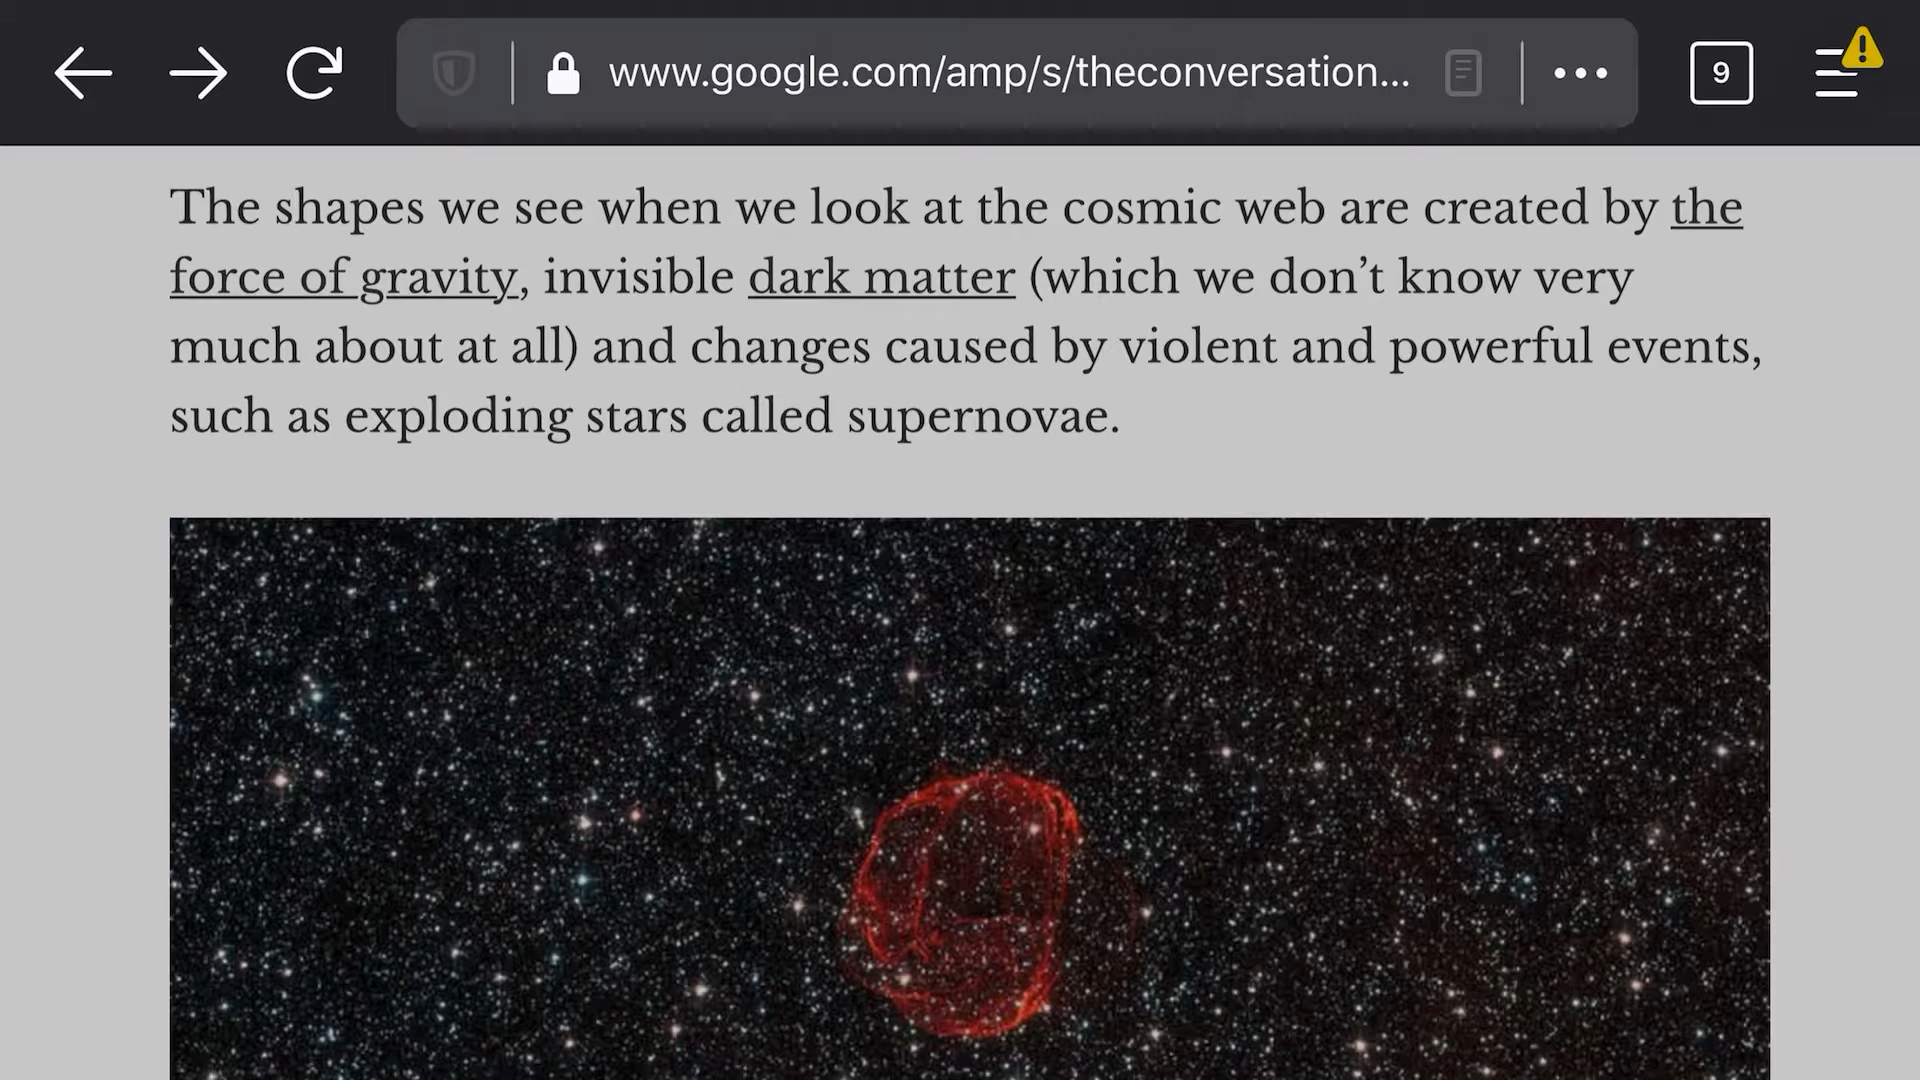 www.google.com/amp/s/theconversation...
9
The shapes we see when we look at the cosmic web are created by the
force of gravity, invisible dark matter (which we don’t know very
much about at all) and changes caused by violent and powerful events,
such as exploding stars called supernovae.